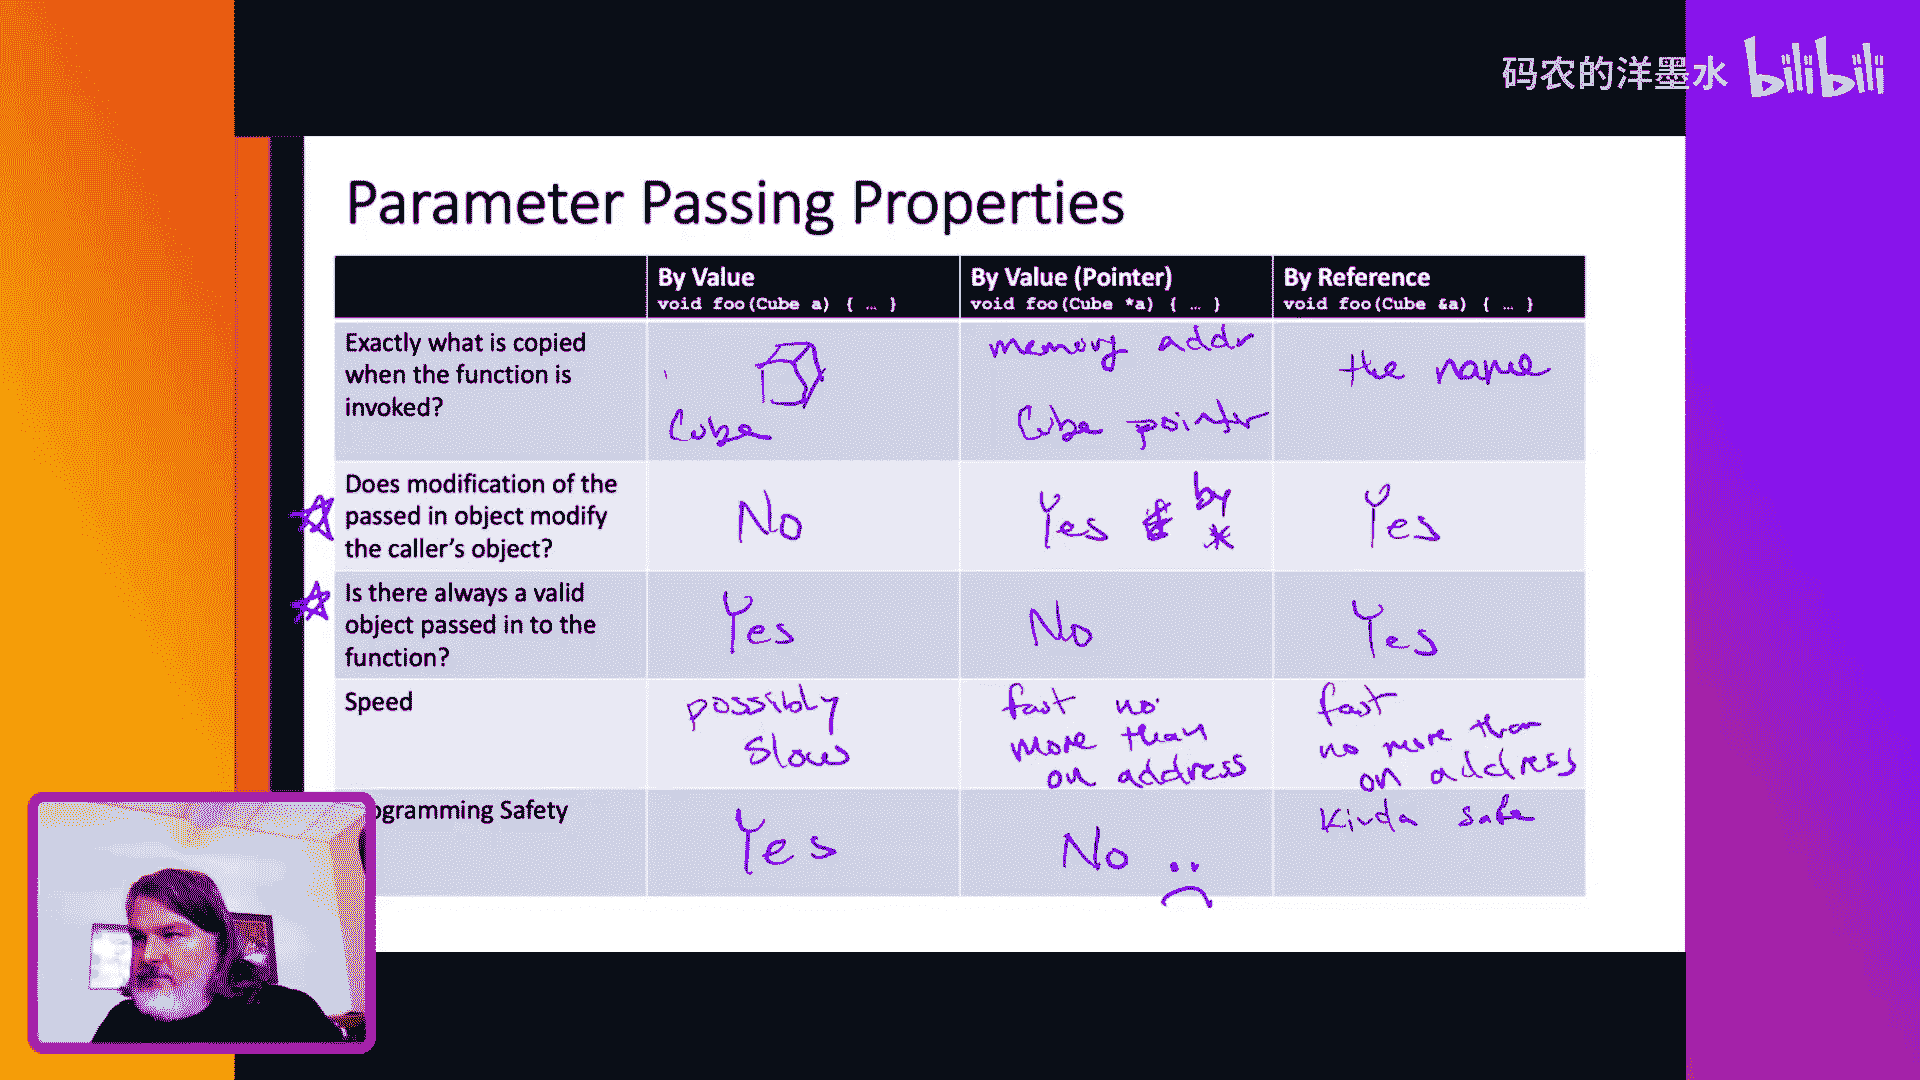 码农的洋墨水 bilibili
Parameter Passing Properties
By Value
void foo(Cube a) { … }
By Value (Pointer)
void foo(Cube *a) { … }
By Reference
void foo(Cube &a) { … }
Exactly what is copied
when the function is
invoked?
Cube
memory addr
Cube pointer
the name
Does modification of the
passed in object modify
the caller's object?
No
Yes by
*
Yes
Is there always a valid
object passed in to the
function?
Yes
No
Yes
Speed
possibly
slow
fast no
more than
an address
fast
no more than
an address
ogramming Safety
Yes
No
Kinda safe